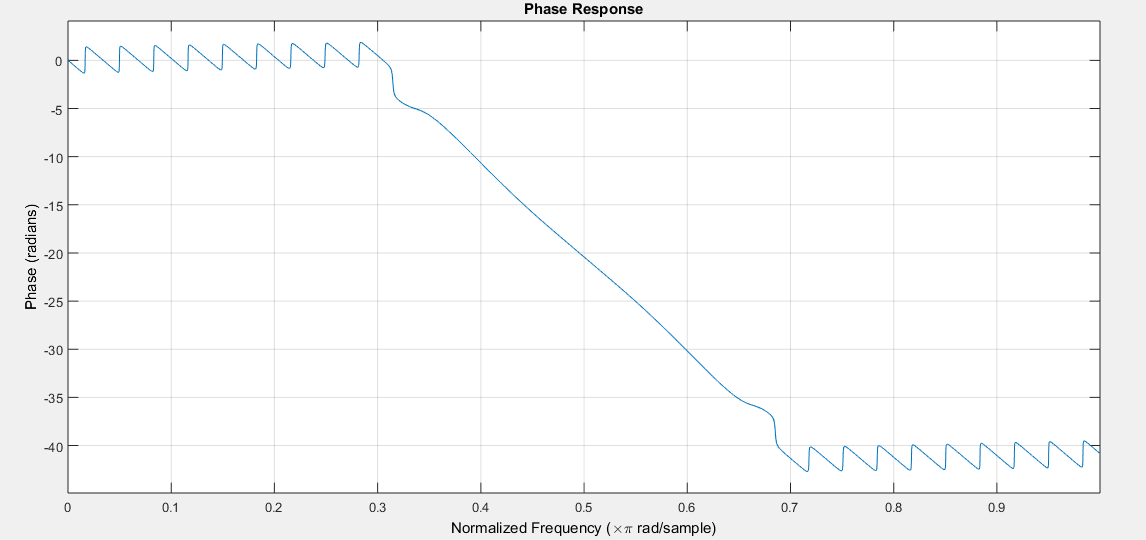 Phase Response
Phase (radians)
0
-5
-10
-15
-20
-25
-30
-35
-40
0 0.1 0.2 0.3 0.4 0.5 0.6 0.7 0.8 0.9
Normalized Frequency (×π rad/sample)